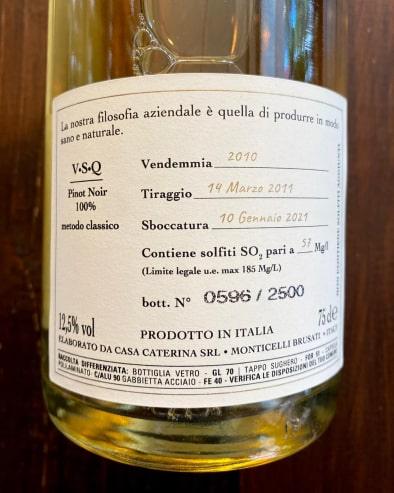 La nostra filosofia aziendale è quella di produrre in modo
sano e naturale.
V•S•Q
Pinot Noir
100%
metodo classico
Vendemmia 2010
Tiraggio 14 Marzo 2011
Sboccatura 10 Gennaio 2021
Contiene solfiti SO2 pari a 57 Mg/l
(Limite legale u.e. max 185 Mg/L)
bott. N° 0596 / 2500
12,5% vol
75 cl e
PRODOTTO IN ITALIA
ELABORATO DA CASA CATERINA SRL • MONTICELLI BRUSATI • ITALY
RACCOLTA DIFFERENZIATA: BOTTIGLIA VETRO - GL 70 | TAPPO SUGHERO - FOR 51
POLLAMINATO - C/ALU 90 GABBIETTA ACCIAIO - FE 40 - VERIFICA LE DISPOSIZIONI DEL TUO COMUNE